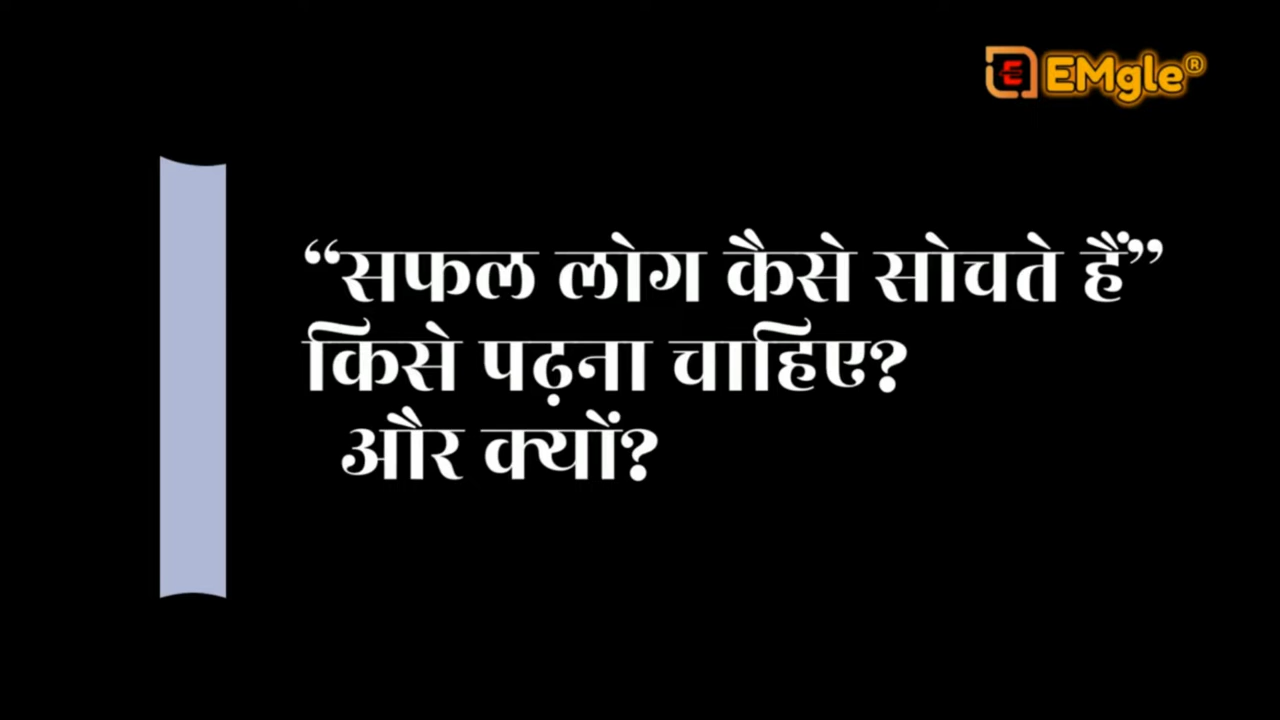 EMgle®
“सफल लोग कैसे सोचते हैं”
किसे पढ़ना चाहिए?
और क्यों?